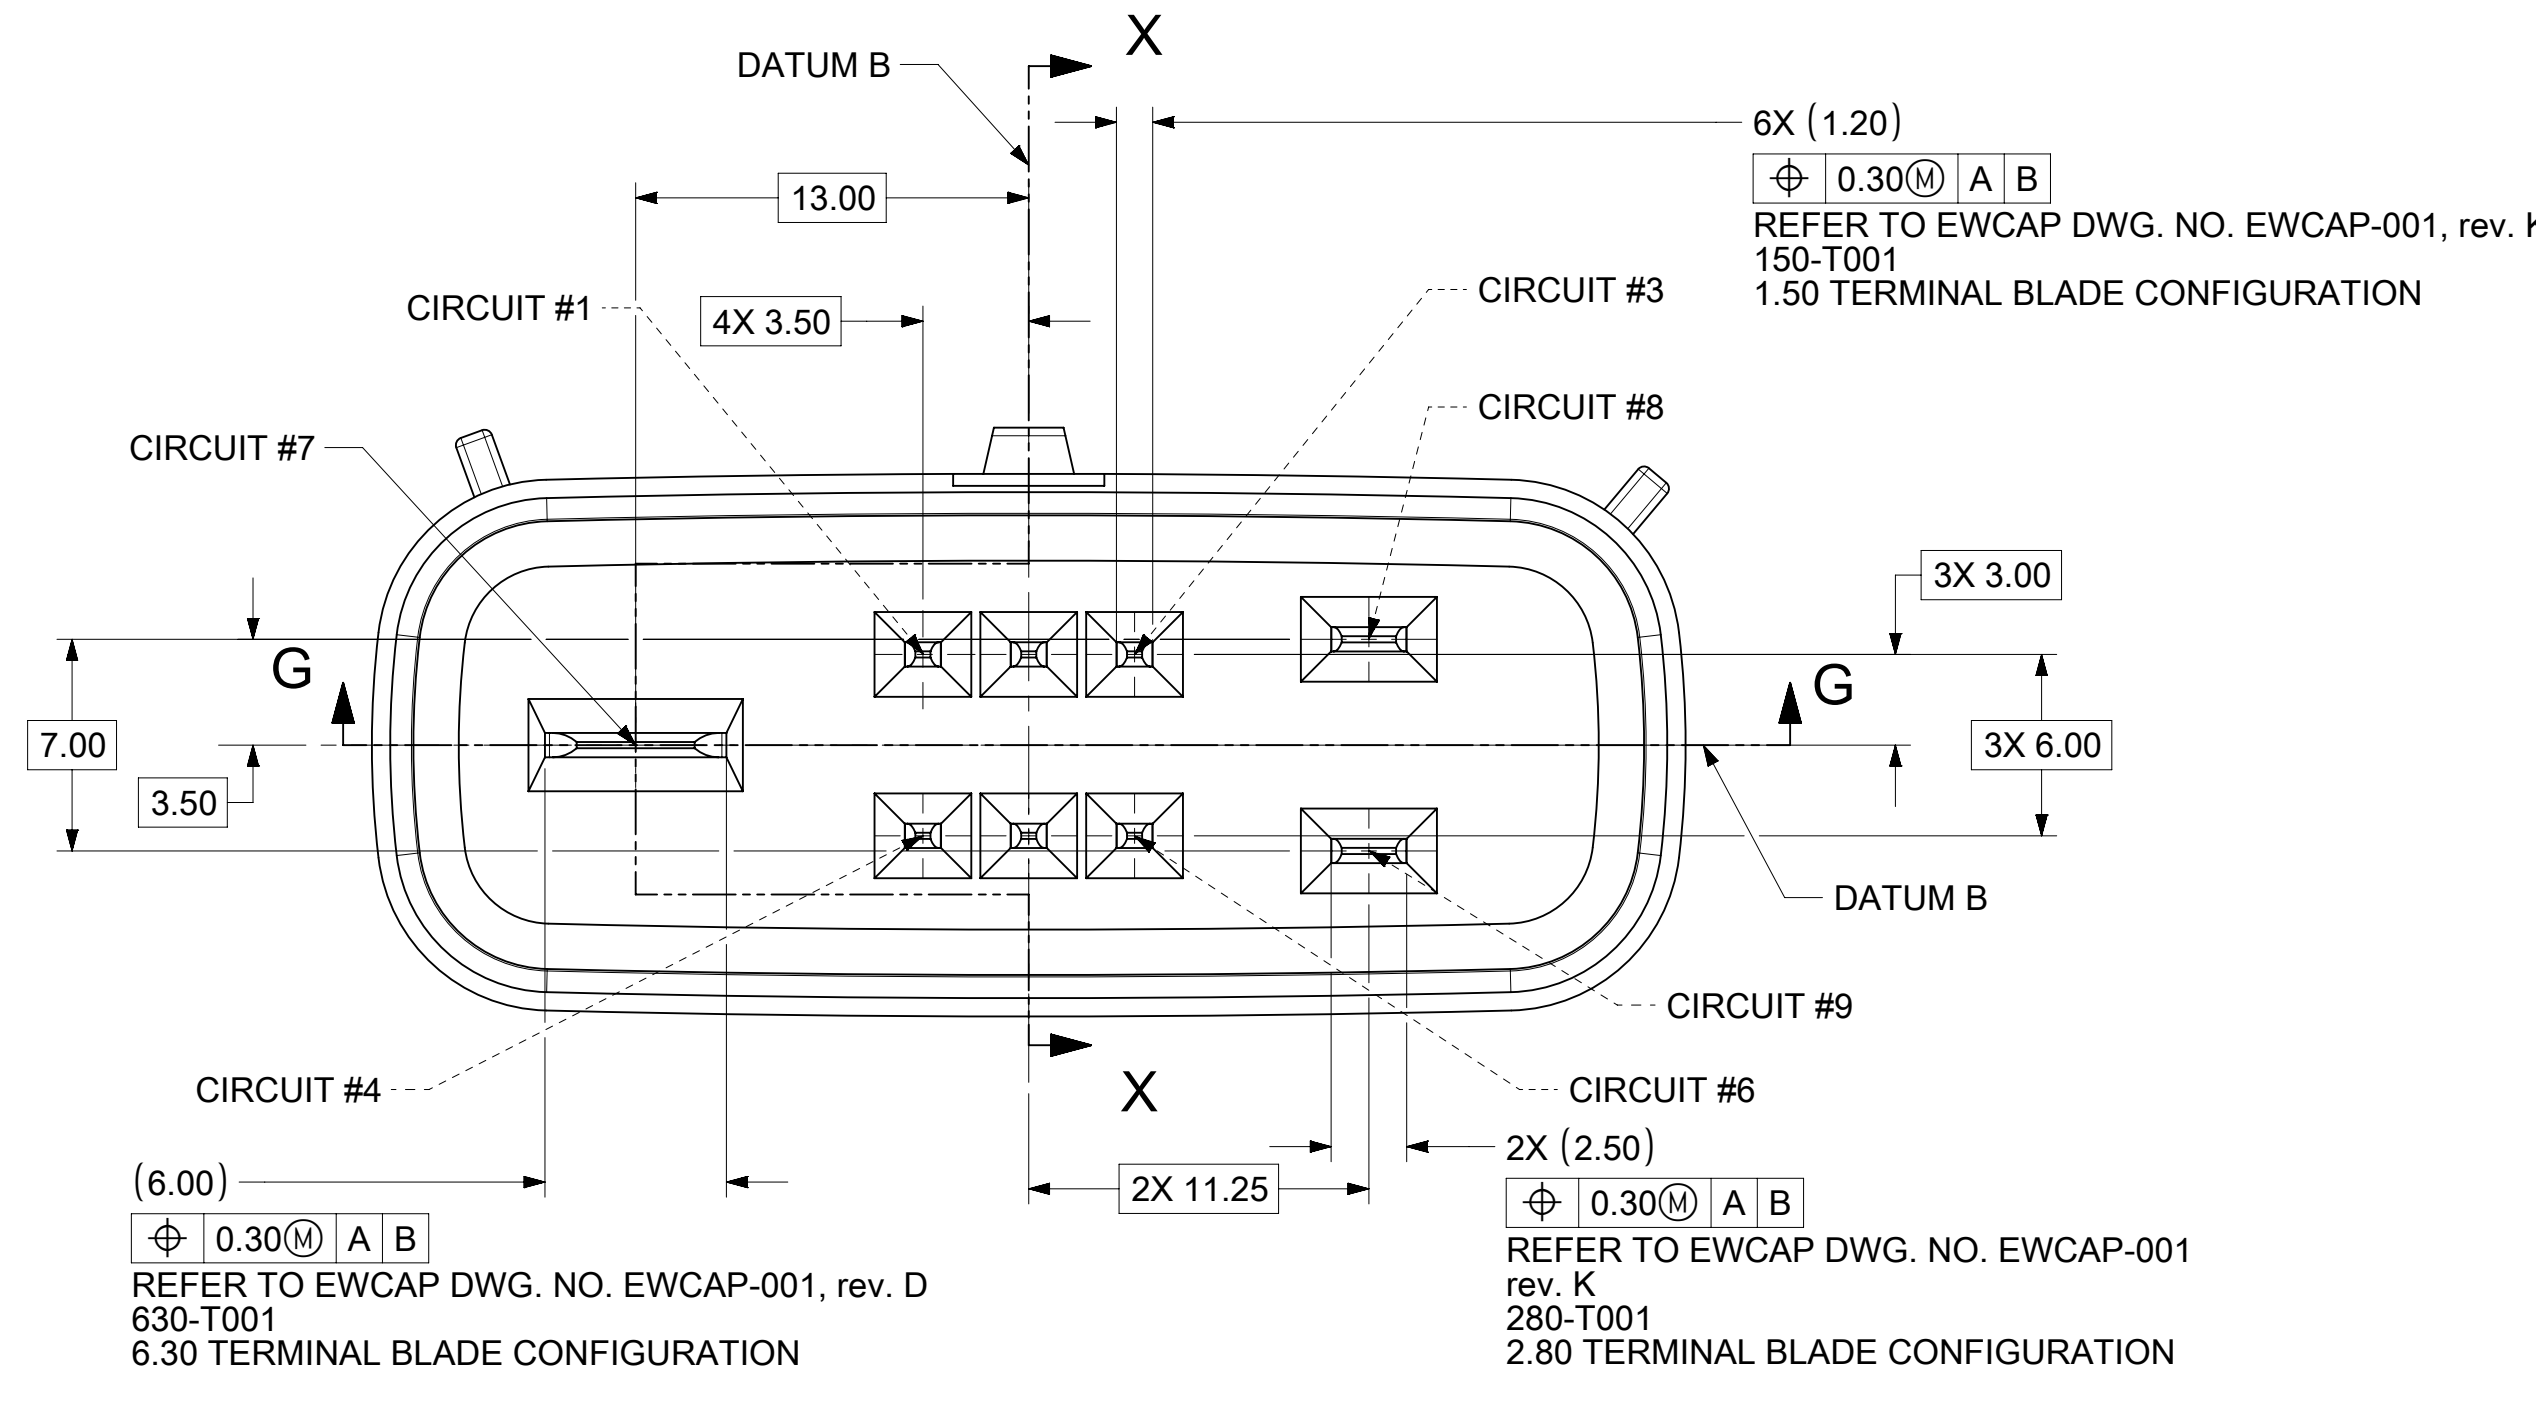 X
DATUM B
6X (1.20)
⌖ 0.30Ⓜ A B
REFER TO EWCAP DWG. NO. EWCAP-001, rev. K
150-T001
1.50 TERMINAL BLADE CONFIGURATION
13.00
CIRCUIT #1
4X 3.50
CIRCUIT #3
CIRCUIT #8
CIRCUIT #7
3X 3.00
G
G
7.00
3X 6.00
3.50
DATUM B
CIRCUIT #9
CIRCUIT #4
X
CIRCUIT #6
(6.00)
⌖ 0.30Ⓜ A B
REFER TO EWCAP DWG. NO. EWCAP-001, rev. D
630-T001
6.30 TERMINAL BLADE CONFIGURATION
2X 11.25
2X (2.50)
⌖ 0.30Ⓜ A B
REFER TO EWCAP DWG. NO. EWCAP-001
rev. K
280-T001
2.80 TERMINAL BLADE CONFIGURATION